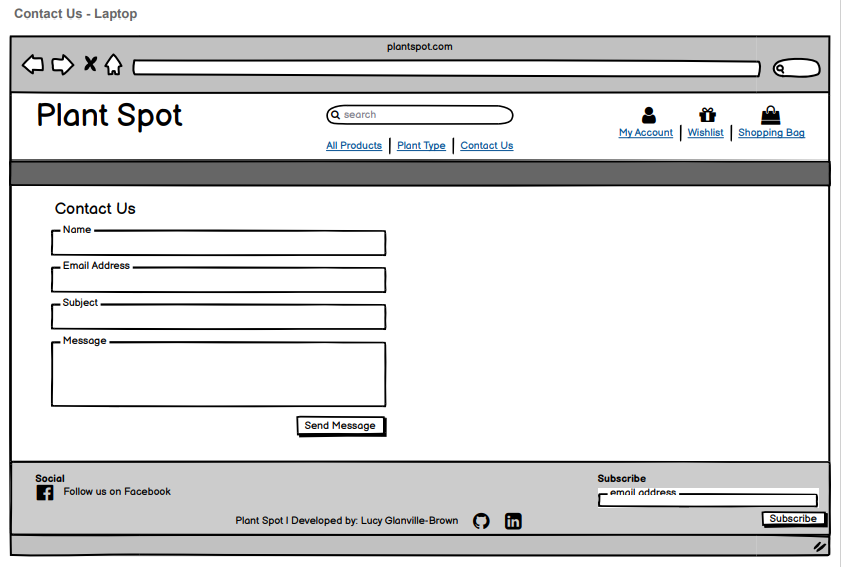 Contact Us - Laptop
plantspot.com
Plant Spot
search
My Account
Wishlist
Shopping Bag
All Products
Plant Type
Contact Us
Contact Us
Name
Email Address
Subject
Message
Send Message
Social
Follow us on Facebook
Subscribe
email address
Plant Spot | Developed by: Lucy Glanville-Brown
in
Subscribe